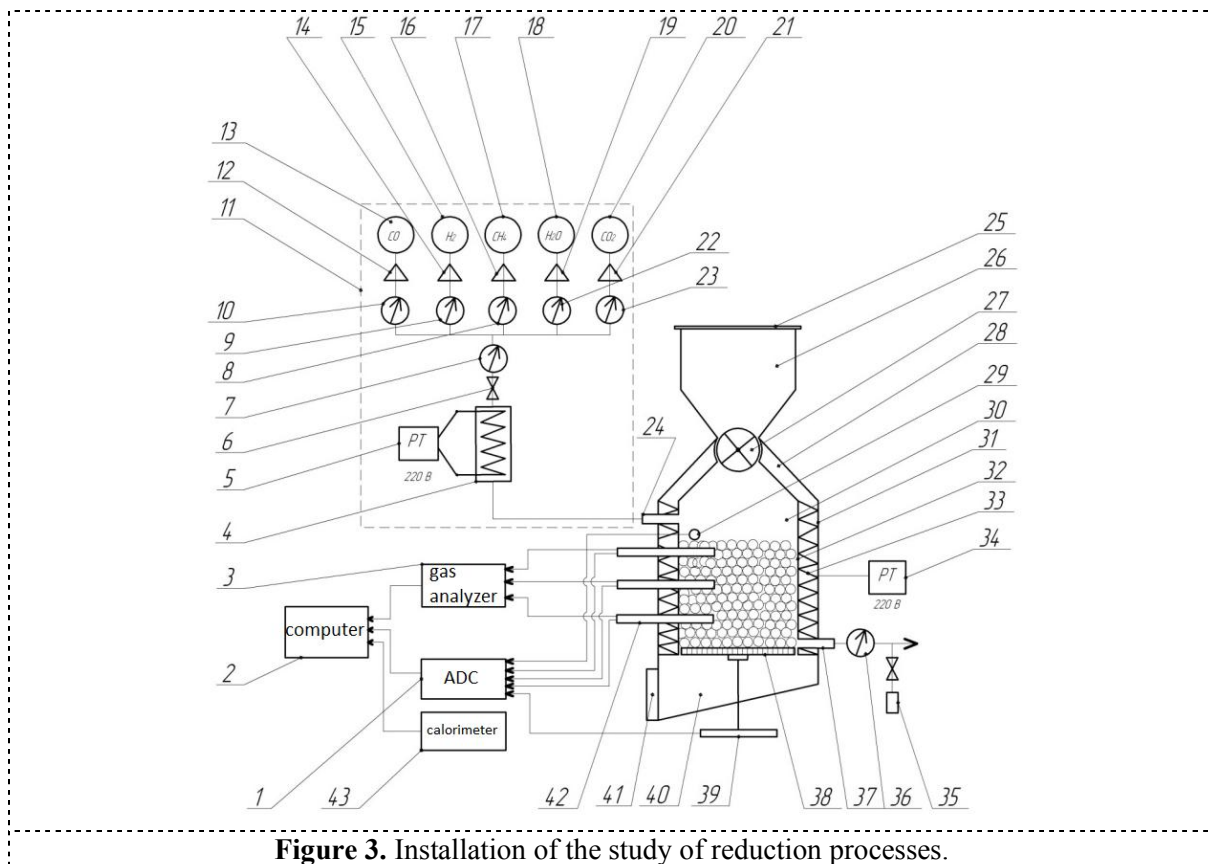 14 15 16 17 18 19 20 21
13
12
11
CO H₂ CH₄ H₂O CO₂
10
9
8
7
6
5
4
22
23
24
PT
220 В
25
26
27
28
29
30
31
32
33
34
PT
220 В
3
gas
analyzer
computer
2
ADC
calorimeter
1 43 42 41 40 39 38 37 36 35
Figure 3. Installation of the study of reduction processes.